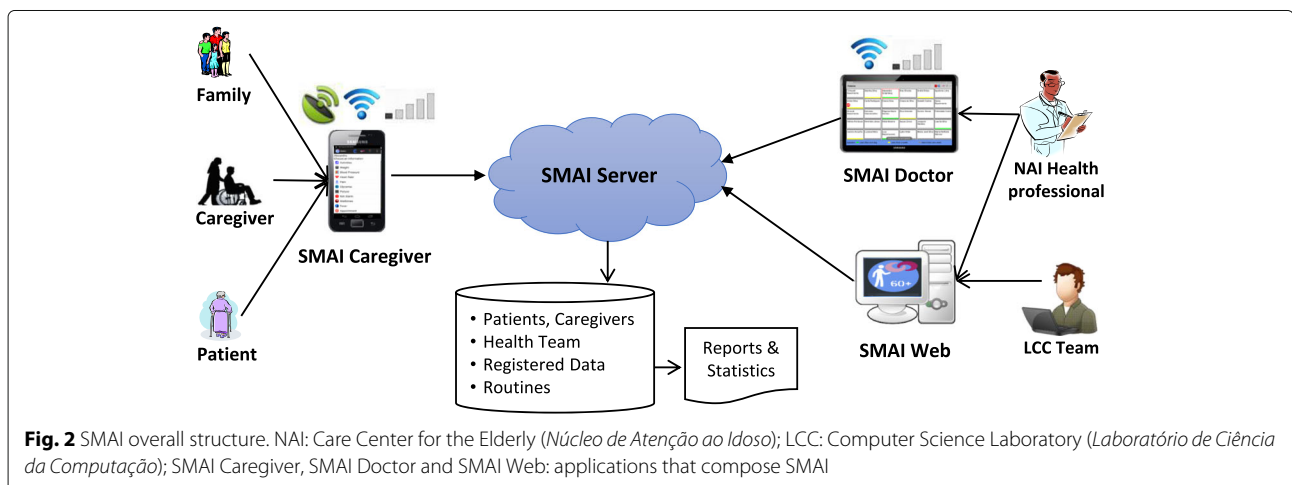 Family
Caregiver
Patient
SMAI Caregiver
SMAI Server
• Patients, Caregivers
• Health Team
• Registered Data
• Routines
Reports &
Statistics
SMAI Doctor
60+
SMAI Web
NAI Health
professional
LCC Team
Fig. 2 SMAI overall structure. NAI: Care Center for the Elderly (Núcleo de Atenção ao Idoso); LCC: Computer Science Laboratory (Laboratório de Ciência
da Computação); SMAI Caregiver, SMAI Doctor and SMAI Web: applications that compose SMAI